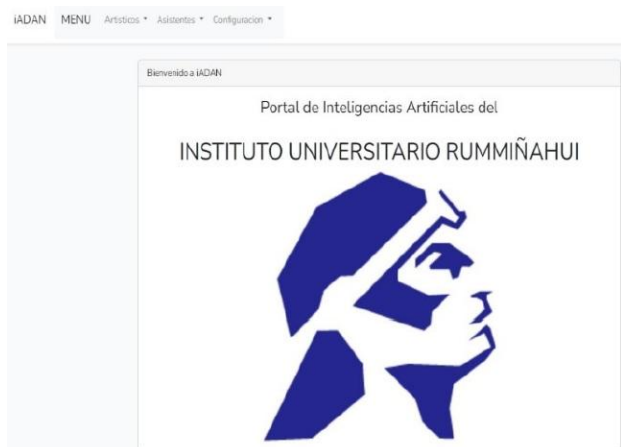 iADAN MENU Artisticos Asistentes Configuracion
Bienvenido a iADAN
Portal de Inteligencias Artificiales del
INSTITUTO UNIVERSITARIO RUMMIÑAHUI